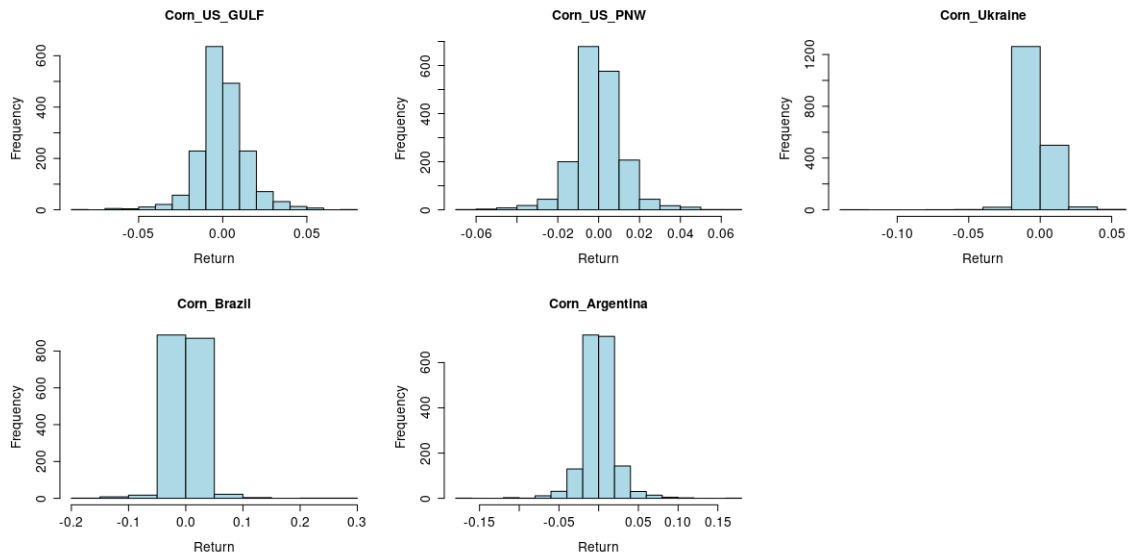 Corn_US_GULF
Frequency
0 200 400 600
-0.05 0.00 0.05
Return
Corn_US_PNW
Frequency
0 200 400 600
-0.06 -0.02 0.00 0.02 0.04 0.06
Return
Corn_Ukraine
Frequency
0 400 800 1200
-0.10 -0.05 0.00 0.05
Return
Corn_Brazil
Frequency
0 200 400 600 800
-0.2 -0.1 0.0 0.1 0.2 0.3
Return
Corn_Argentina
Frequency
0 200 400 600
-0.15 -0.05 0.05 0.10 0.15
Return